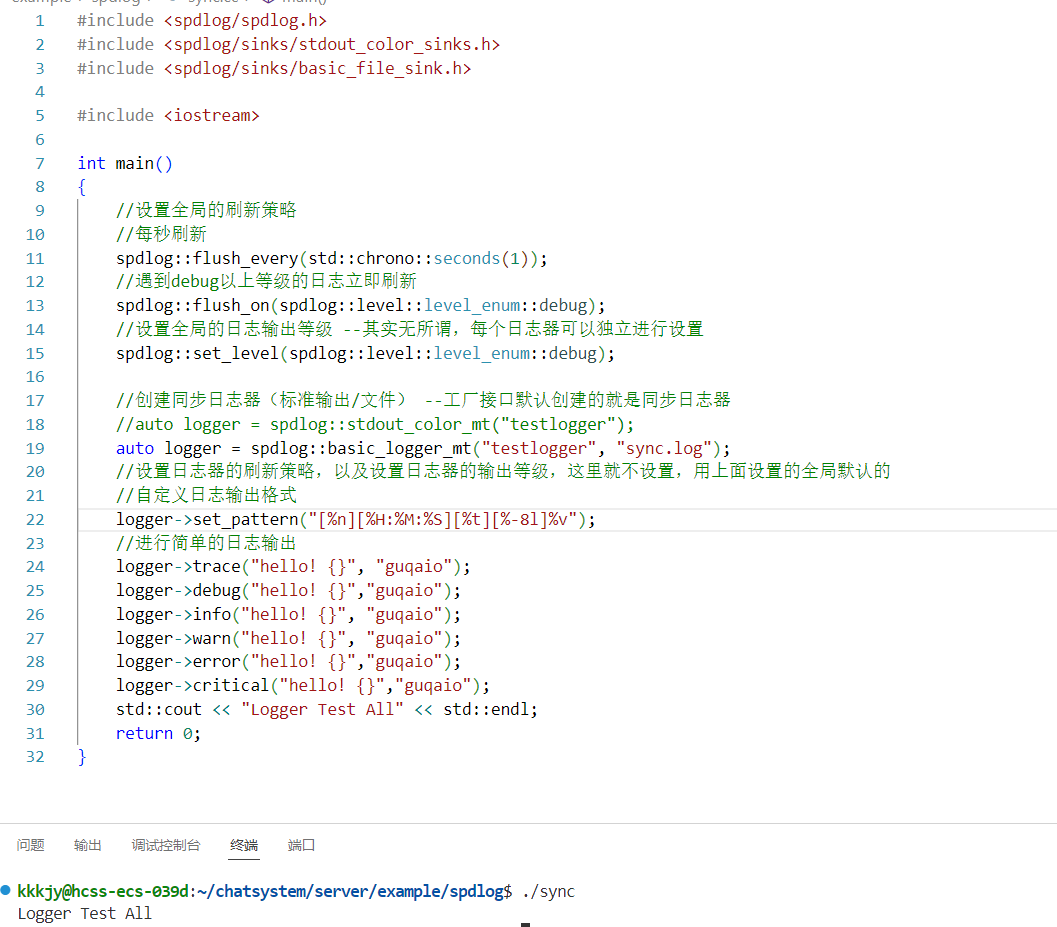 1 #include <spdlog/spdlog.h>
2 #include <spdlog/sinks/stdout_color_sinks.h>
3 #include <spdlog/sinks/basic_file_sink.h>
4
5 #include <iostream>
6
7 int main()
8 {
9 //设置全局的刷新策略
10 //每秒刷新
11 spdlog::flush_every(std::chrono::seconds(1));
12 //遇到debug以上等级的日志立即刷新
13 spdlog::flush_on(spdlog::level::level_enum::debug);
14 //设置全局的日志输出等级 --其实无所谓，每个日志器可以独立进行设置
15 spdlog::set_level(spdlog::level::level_enum::debug);
16
17 //创建同步日志器（标准输出/文件） --工厂接口默认创建的就是同步日志器
18 //auto logger = spdlog::stdout_color_mt("testlogger");
19 auto logger = spdlog::basic_logger_mt("testlogger", "sync.log");
20 //设置日志器的刷新策略，以及设置日志器的输出等级，这里就不设置，用上面设置的全局默认的
21 //自定义日志输出格式
22 logger->set_pattern("[%n][%H:%M:%S][%t][%-8l]%v");
23 //进行简单的日志输出
24 logger->trace("hello! {}", "guqaio");
25 logger->debug("hello! {}","guqaio");
26 logger->info("hello! {}", "guqaio");
27 logger->warn("hello! {}", "guqaio");
28 logger->error("hello! {}","guqaio");
29 logger->critical("hello! {}","guqaio");
30 std::cout << "Logger Test All" << std::endl;
31 return 0;
32 }
问题 输出 调试控制台 终端 端口
kkkjy@hcss-ecs-039d:~/chatsystem/server/example/spdlog$ ./sync
Logger Test All